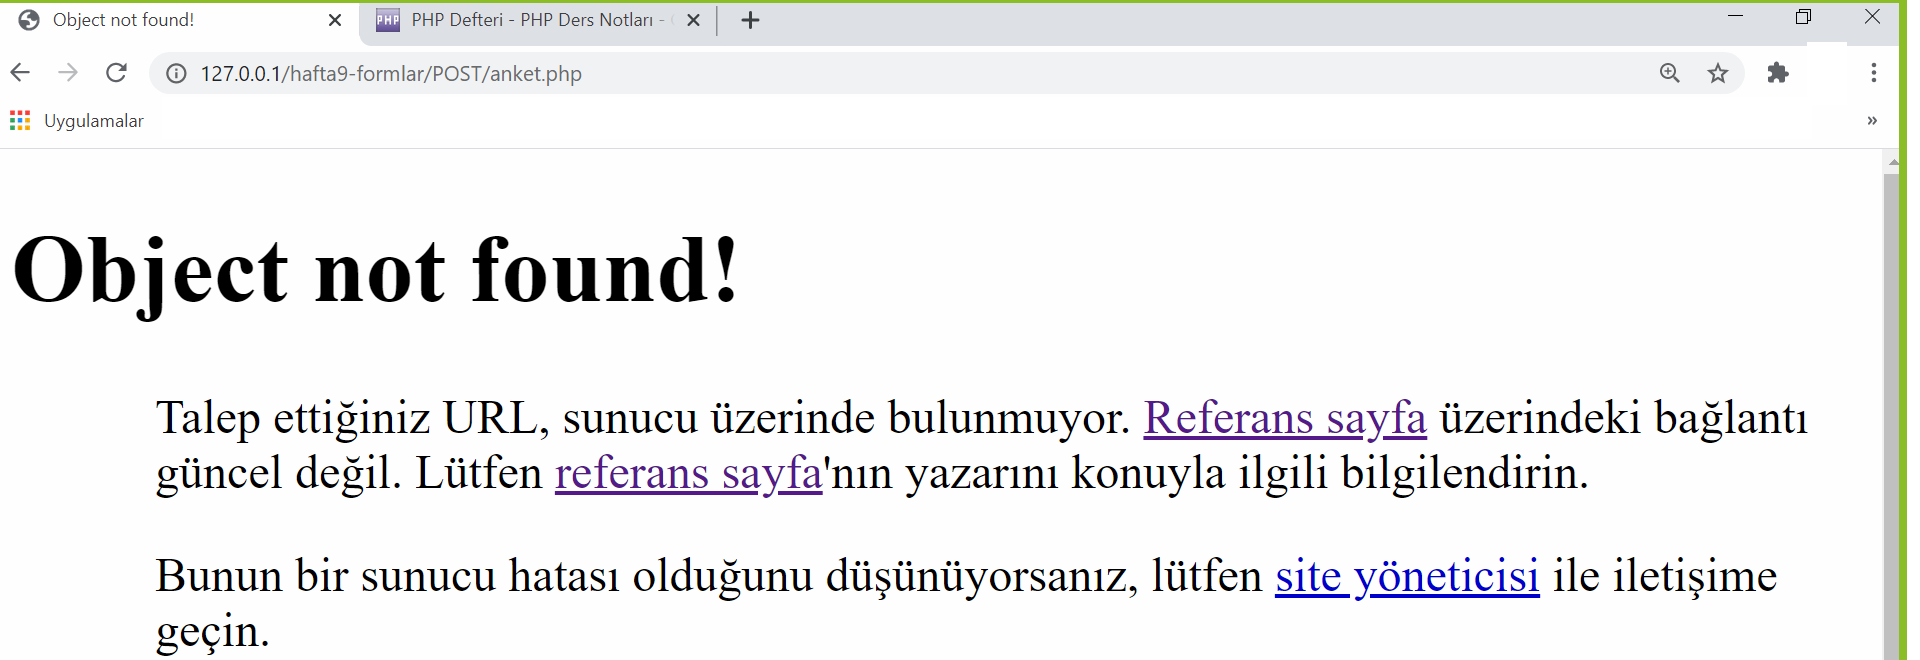 Object not found!
PHP Defteri - PHP Ders Notları -
127.0.0.1/hafta9-formlar/POST/anket.php
Uygulamalar
»
Object not found!
Talep ettiğiniz URL, sunucu üzerinde bulunmuyor. Referans sayfa üzerindeki bağlantı
güncel değil. Lütfen referans sayfa'nın yazarını konuyla ilgili bilgilendirin.
Bunun bir sunucu hatası olduğunu düşünüyorsanız, lütfen site yöneticisi ile iletişime
geçin.